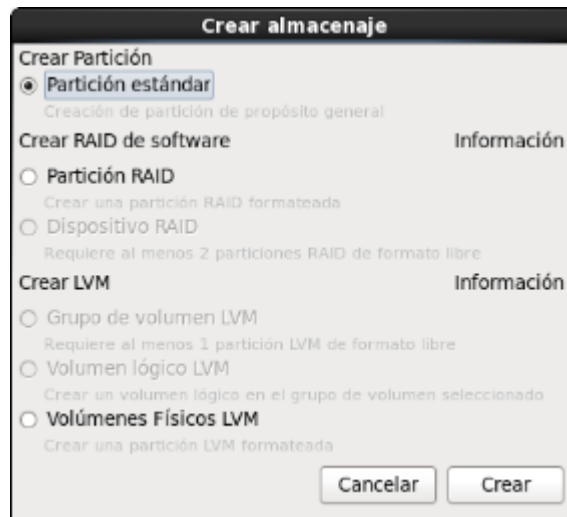 Crear almacenaje
Crear Partición
Partición estándar
Creación de partición de propósito general
Crear RAID de software Información
Partición RAID
Crear una partición RAID formateada
Dispositivo RAID
Requiere al menos 2 particiones RAID de formato libre
Crear LVM Información
Grupo de volumen LVM
Requiere al menos 1 partición LVM de formato libre
Volumen lógico LVM
Crear un volumen lógico en el grupo de volumen seleccionado
Volúmenes Físicos LVM
Crear una partición LVM formateada
Cancelar Crear